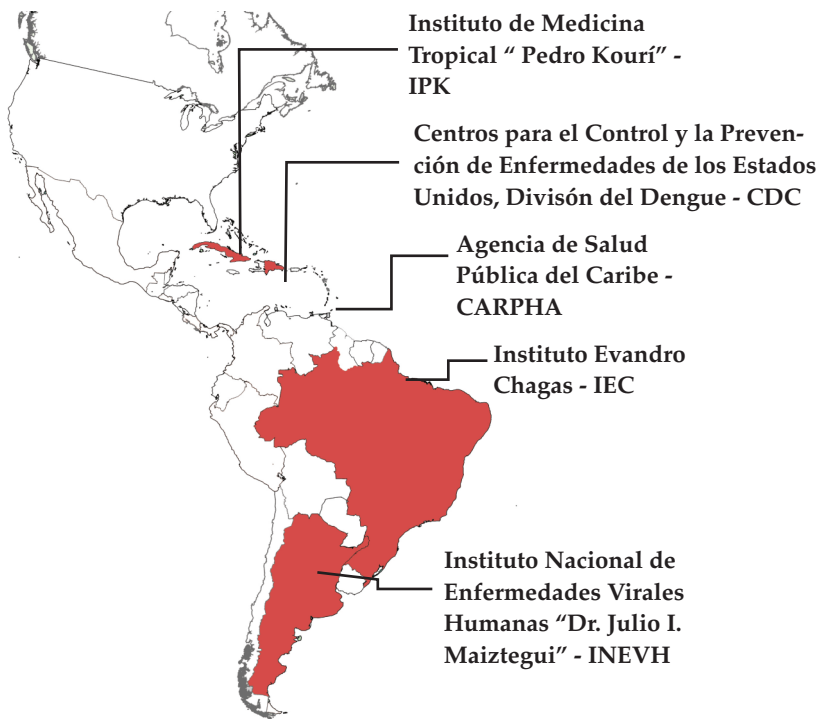 Instituto de Medicina
Tropical “ Pedro Kourí” -
IPK
Centros para el Control y la Preven-
ción de Enfermedades de los Estados
Unidos, Divisón del Dengue - CDC
Agencia de Salud
Pública del Caribe -
CARPHA
Instituto Evandro
Chagas - IEC
Instituto Nacional de
Enfermedades Virales
Humanas “Dr. Julio I.
Maiztegui” - INEVH